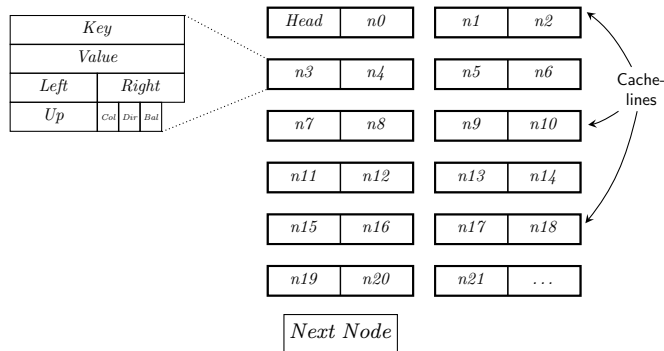 Key
Value
Left Right
Up Col Dir Bal
Head n0 n1 n2
n3 n4 n5 n6
n7 n8 n9 n10
n11 n12 n13 n14
n15 n16 n17 n18
n19 n20 n21 ...
Cache-
lines
Next Node